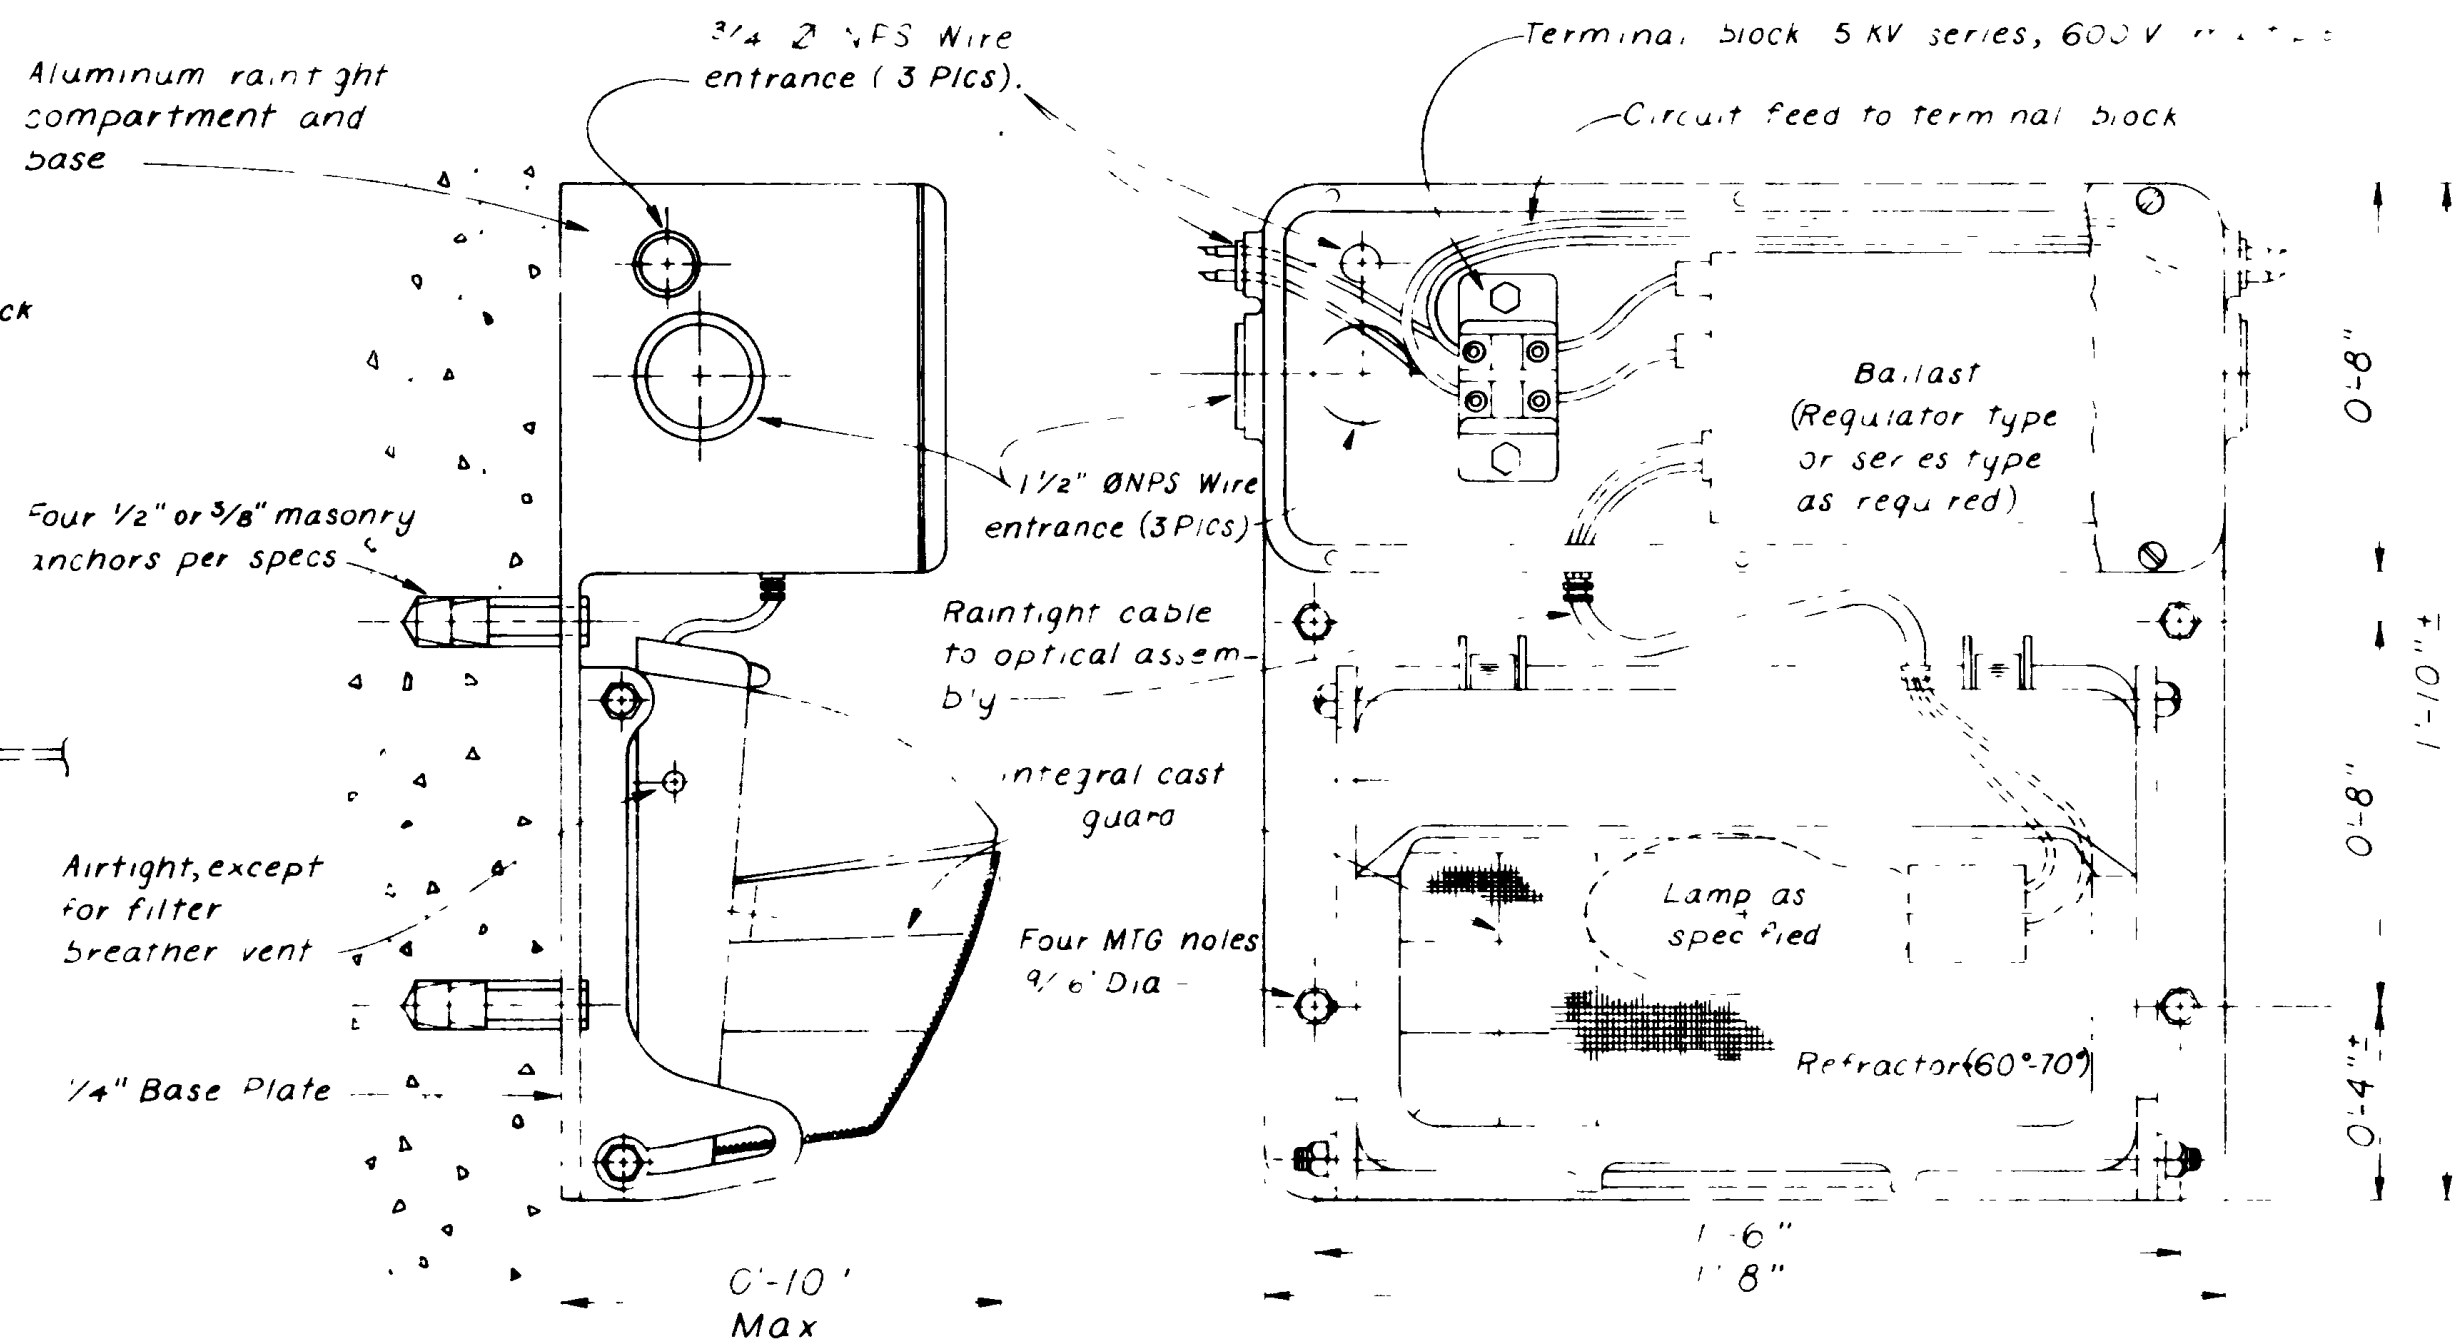 3/4 Ø NPS Wire
entrance (3 Plcs).
Terminal block 5 KV series, 600 V
Aluminum raintight
compartment and
base
Circuit feed to terminal block
ck
Ballast
(Regulator type
or series type
as required)
0'-8"
Four 1/2" or 5/8" masonry
anchors per specs
1 1/2" ØNPS Wire
entrance (3 Plcs)
Raintight cable
to optical assem-
bly
1'-10"±
Integral cast
guard
0'-8"
Airtight, except
for filter
breather vent
Lamp as
specified
Four MTG holes
Dia
Refractor (60°-70°)
1/4" Base Plate
0'-4"±
1'-6"
1'-8"
0'-10"
Max